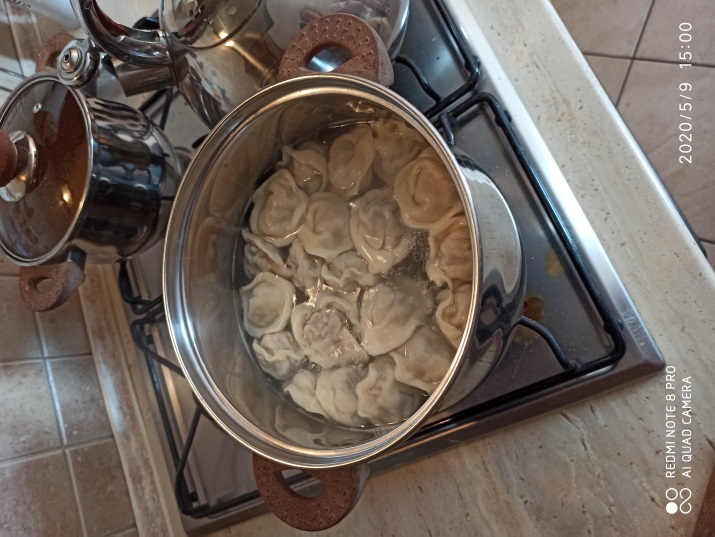 2020/5/9 15:00
REDMI NOTE 8 PRO
AI QUAD CAMERA